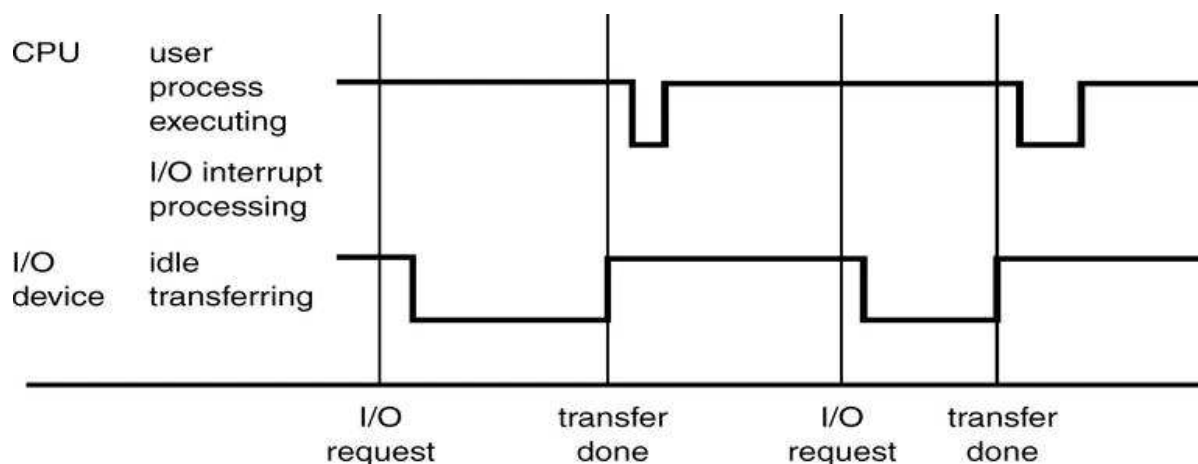 CPU user
process
executing
I/O interrupt
processing
I/O idle
device transferring
I/O transfer I/O transfer
request done request done